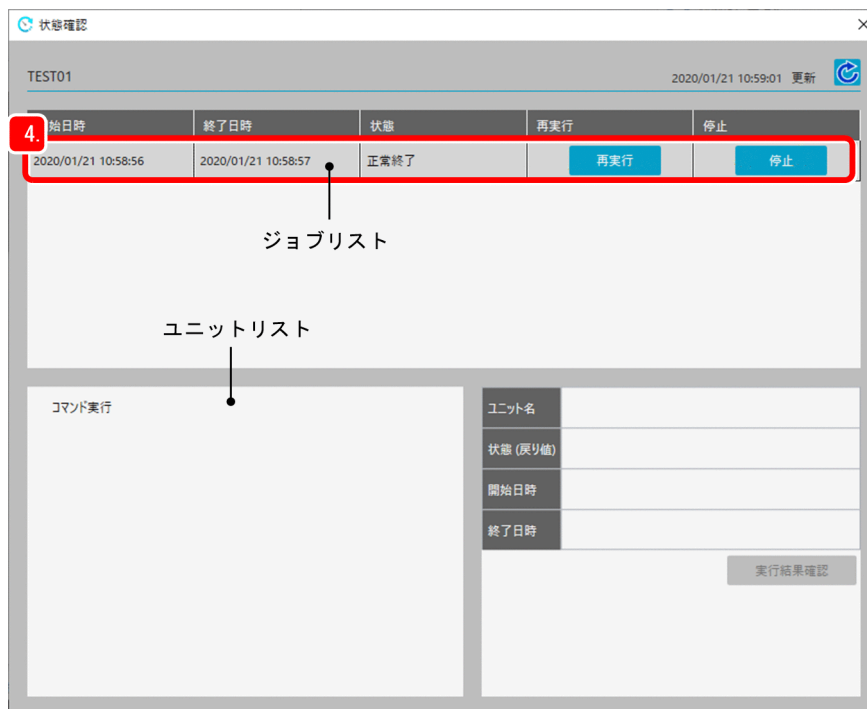 状態確認
TEST01
2020/01/21 10:59:01 更新
4.
始日時 終了日時 状態 再実行 停止
2020/01/21 10:58:56 2020/01/21 10:58:57 正常終了 再実行 停止
ジョブリスト
ユニットリスト
コマンド実行
ユニット名
状態 (戻り値)
開始日時
終了日時
実行結果確認